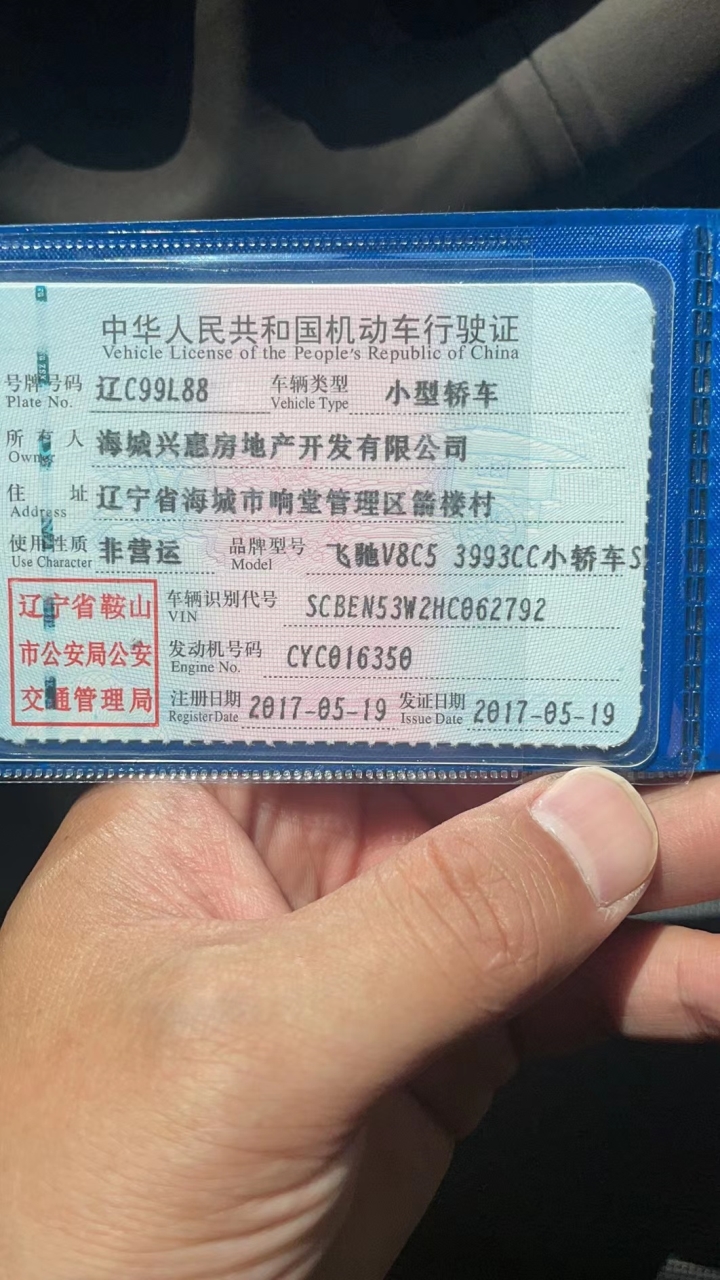 中华人民共和国机动车行驶证
Vehicle License of the People's Republic of China
号牌号码 辽C99L88 车辆类型 小型轿车
Plate No. Vehicle Type
所有人 海城兴惠房地产开发有限公司
Owner
住址 辽宁省海城市响堂管理区箭楼村
Address
使用性质 非营运 品牌型号 飞驰V8C5 3993CC小轿车S
Use Character Model
辽宁省鞍山
市公安局公安
交通管理局
车辆识别代号 SCBEN53W2HC062792
VIN
发动机号码 CYC016350
Engine No.
注册日期 2017-05-19 发证日期 2017-05-19
Register Date Issue Date